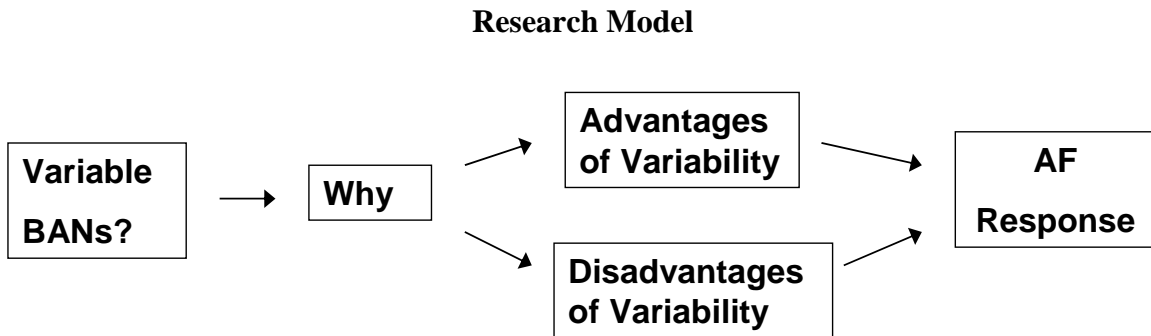 Research Model
Variable
BANs?
Why
Advantages
of Variability
Disadvantages
of Variability
AF
Response